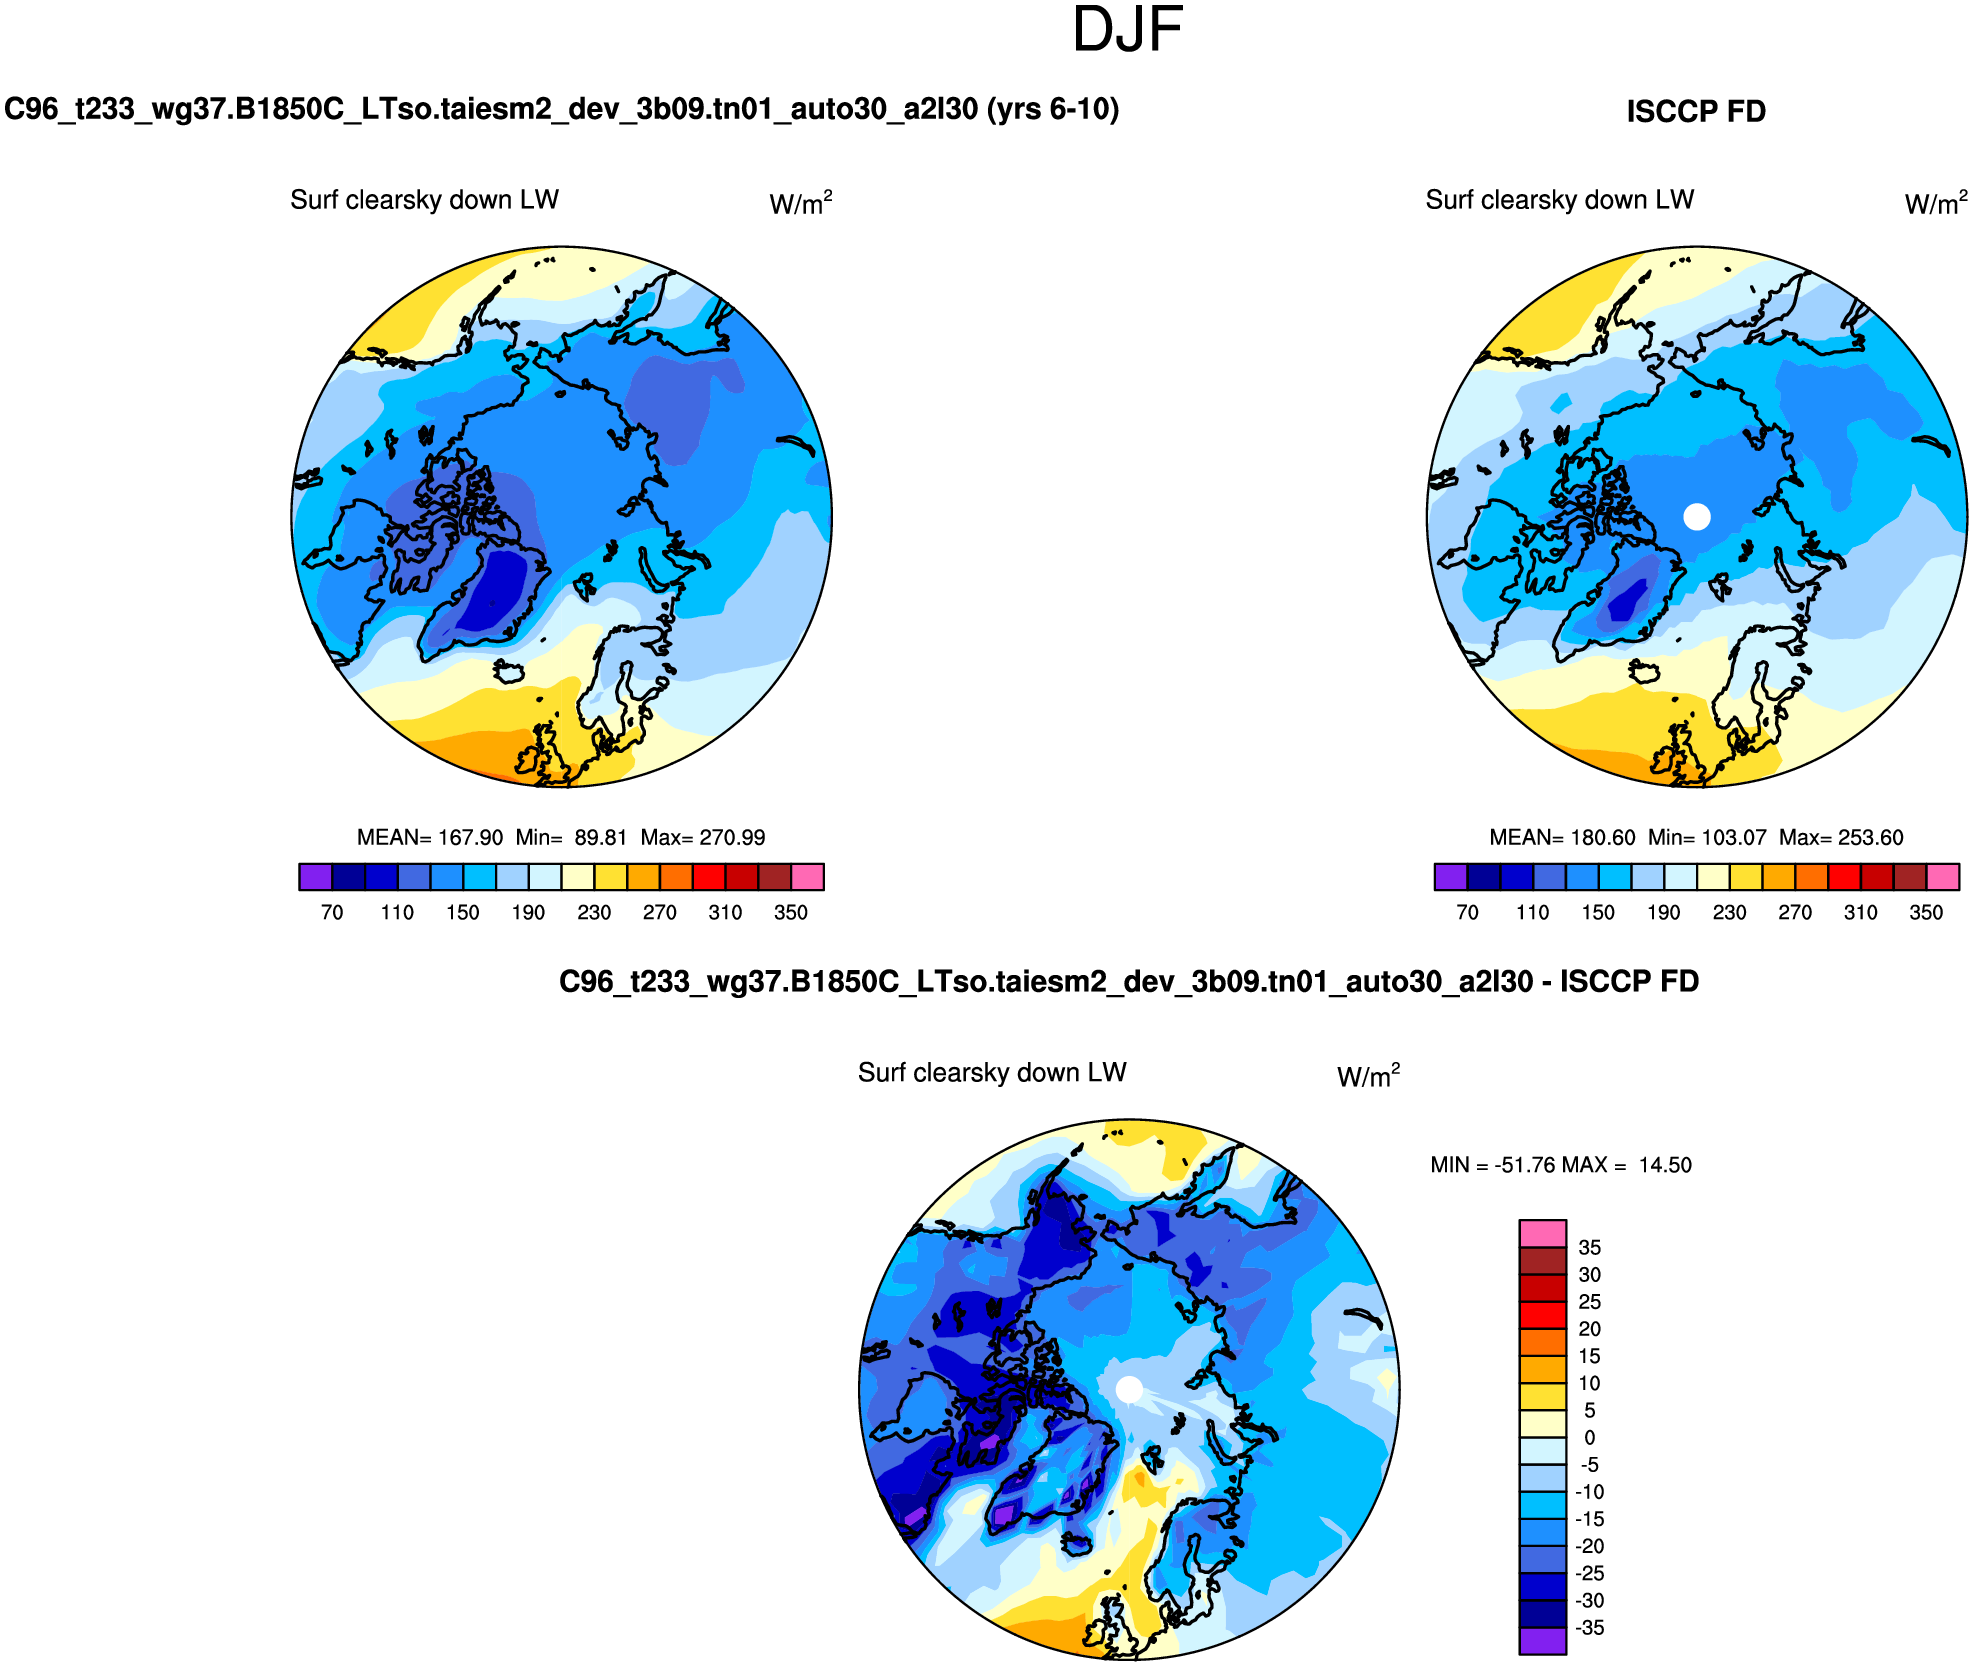 DJF
C96_t233_wg37.B1850C_LTso.taiesm2_dev_3b09.tn01_auto30_a2l30 (yrs 6-10)
ISCCP FD
Surf clearsky down LW W/m²
Surf clearsky down LW W/m²
MEAN= 167.90 Min= 89.81 Max= 270.99
MEAN= 180.60 Min= 103.07 Max= 253.60
70 110 150 190 230 270 310 350
70 110 150 190 230 270 310 350
C96_t233_wg37.B1850C_LTso.taiesm2_dev_3b09.tn01_auto30_a2l30 - ISCCP FD
Surf clearsky down LW W/m²
MIN = -51.76 MAX = 14.50
35
30
25
20
15
10
5
0
-5
-10
-15
-20
-25
-30
-35